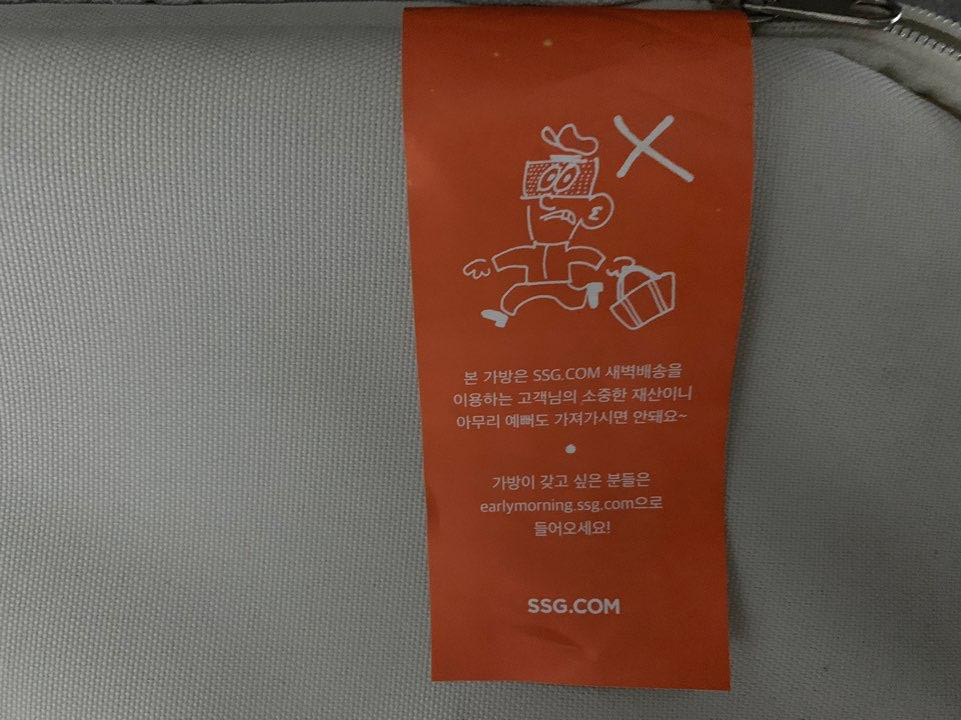 본 가방은 SSG.COM 새벽배송을
이용하는 고객님의 소중한 재산이니
아무리 예뻐도 가져가시면 안돼요~
가방이 갖고 싶은 분들은
earlymorning.ssg.com으로
들어오세요!
SSG.COM